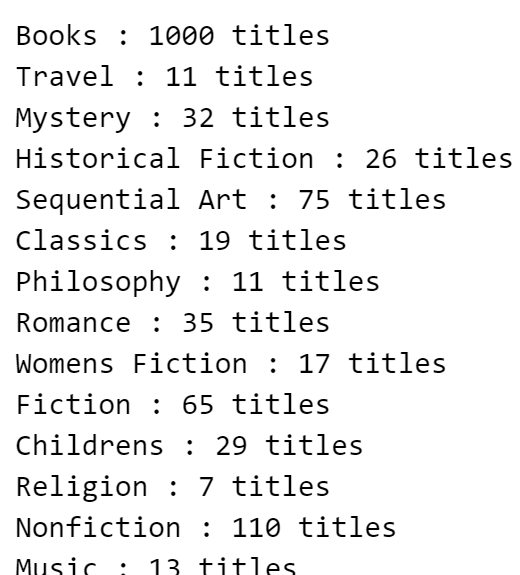 Books : 1000 titles
Travel : 11 titles
Mystery : 32 titles
Historical Fiction : 26 titles
Sequential Art : 75 titles
Classics : 19 titles
Philosophy : 11 titles
Romance : 35 titles
Womens Fiction : 17 titles
Fiction : 65 titles
Childrens : 29 titles
Religion : 7 titles
Nonfiction : 110 titles
Music : 13 titles